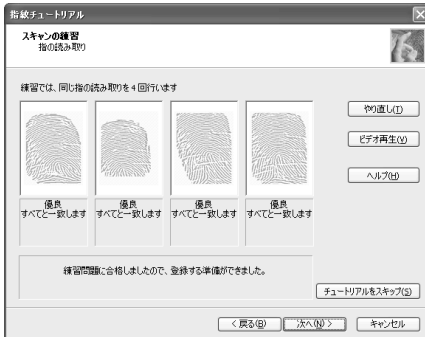 指紋チュートリアル
スキャンの練習
指の読み取り
練習では、同じ指の読み取りを4回行います
やり直し(T)
ビデオ再生(V)
ヘルプ(H)
優良
すべてと一致します
優良
すべてと一致します
優良
すべてと一致します
優良
すべてと一致します
練習問題に合格しましたので、登録する準備ができました。
チュートリアルをスキップ(S)
< 戻る(B)
次へ(N) >
キャンセル